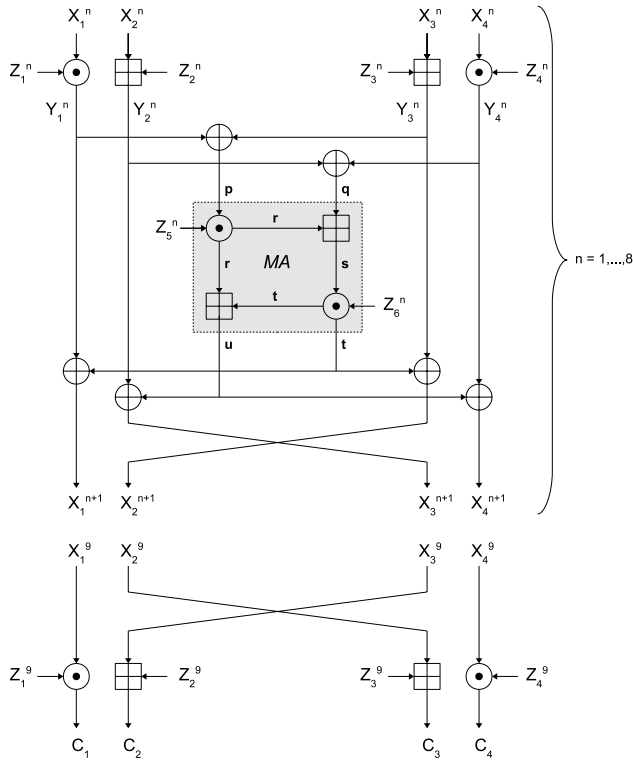 X₁ⁿ X₂ⁿ X₃ⁿ X₄ⁿ
Z₁ⁿ Z₂ⁿ Z₃ⁿ Z₄ⁿ
Y₁ⁿ Y₂ⁿ Y₃ⁿ Y₄ⁿ
p q
Z₅ⁿ r
r MA s n = 1,...,8
t Z₆ⁿ
u t
X₁ⁿ⁺¹ X₂ⁿ⁺¹ X₃ⁿ⁺¹ X₄ⁿ⁺¹
X₁⁹ X₂⁹ X₃⁹ X₄⁹
Z₁⁹ Z₂⁹ Z₃⁹ Z₄⁹
C₁ C₂ C₃ C₄